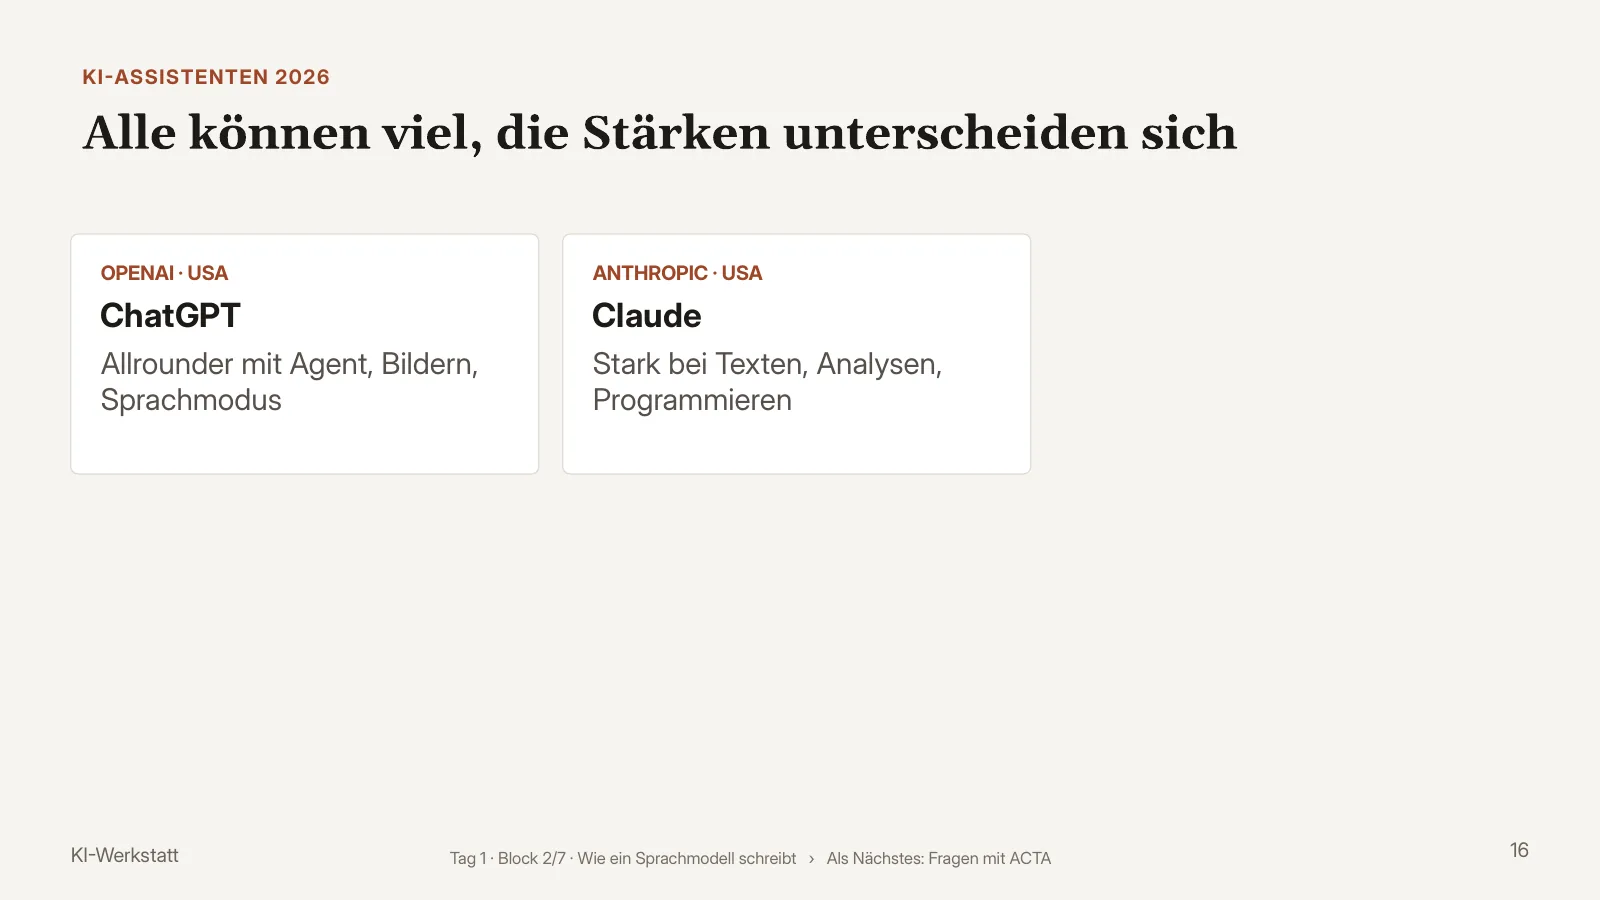 KI-ASSISTENTEN 2026
Alle können viel, die Stärken unterscheiden sich
OPENAI · USA
ChatGPT
Allrounder mit Agent, Bildern,
Sprachmodus
ANTHROPIC · USA
Claude
Stark bei Texten, Analysen,
Programmieren
KI-Werkstatt
Tag 1 · Block 2/7 · Wie ein Sprachmodell schreibt › Als Nächstes: Fragen mit ACTA
16